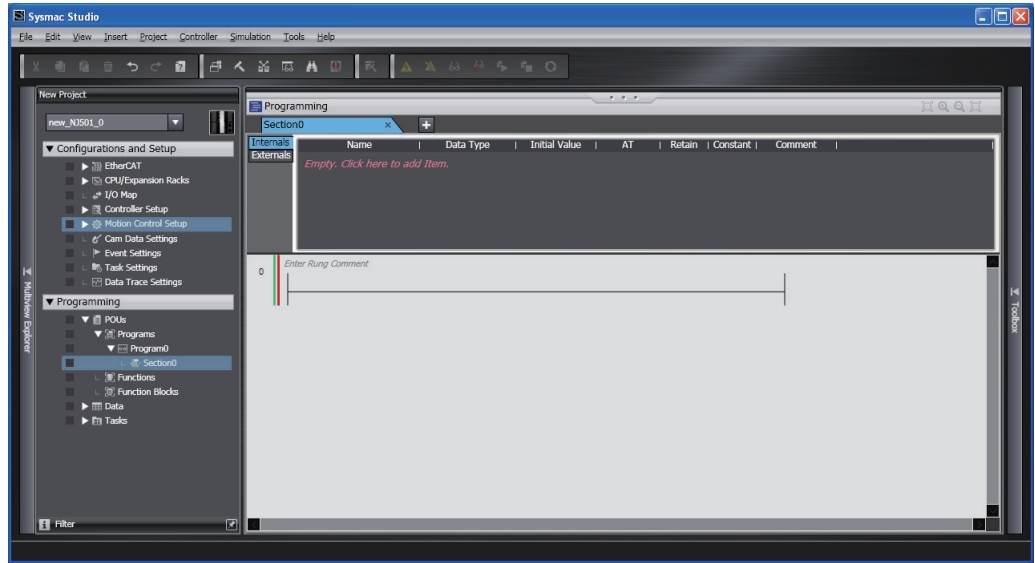 Sysmac Studio
File Edit View Insert Project Controller Simulation Tools Help
New Project
new_NJ501_0
Configurations and Setup
EtherCAT
CPU/Expansion Racks
I/O Map
Controller Setup
Motion Control Setup
Cam Data Settings
Event Settings
Task Settings
Data Trace Settings
Programming
POUs
Programs
Program0
Section0
Functions
Function Blocks
Data
Tasks
Filter
Multiview Explorer
Programming
Section0
Internals
Externals
Name | Data Type | Initial Value | AT | Retain | Constant | Comment |
Empty. Click here to add Item.
0
Enter Rung Comment
Toolbox